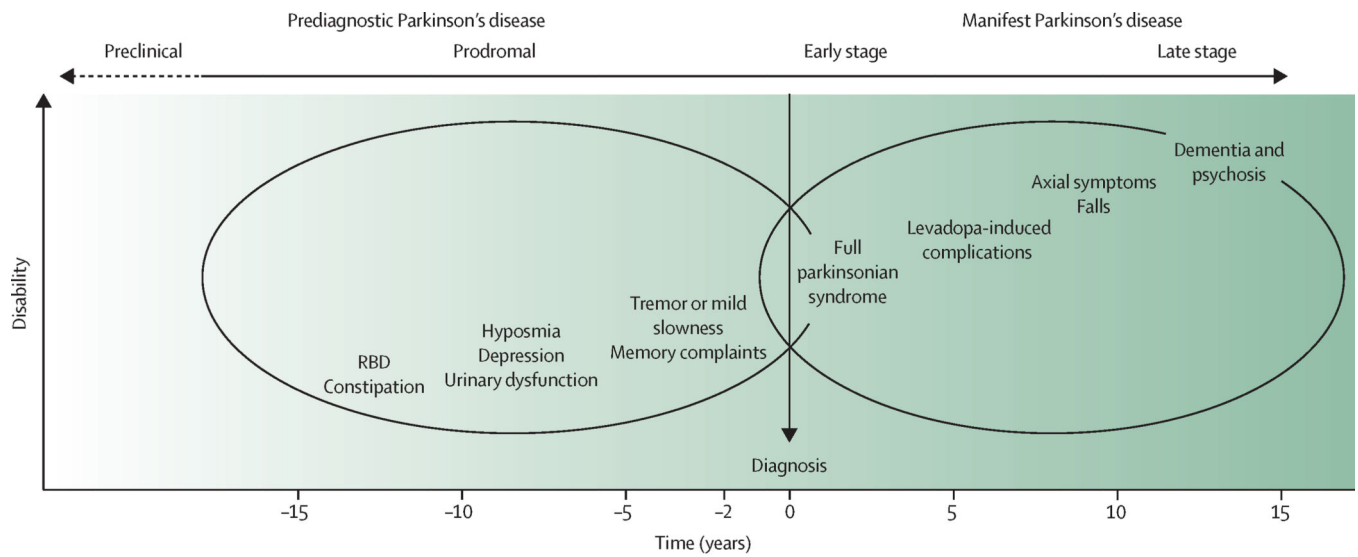 Prediagnostic Parkinson's disease
Manifest Parkinson's disease
Preclinical
Prodromal
Early stage
Late stage
Disability
RBD
Constipation
Hyposmia
Depression
Urinary dysfunction
Tremor or mild
slowness
Memory complaints
Full
parkinsonian
syndrome
Levadopa-induced
complications
Axial symptoms
Falls
Dementia and
psychosis
Diagnosis
–15
–10
–5
–2
0
5
10
15
Time (years)